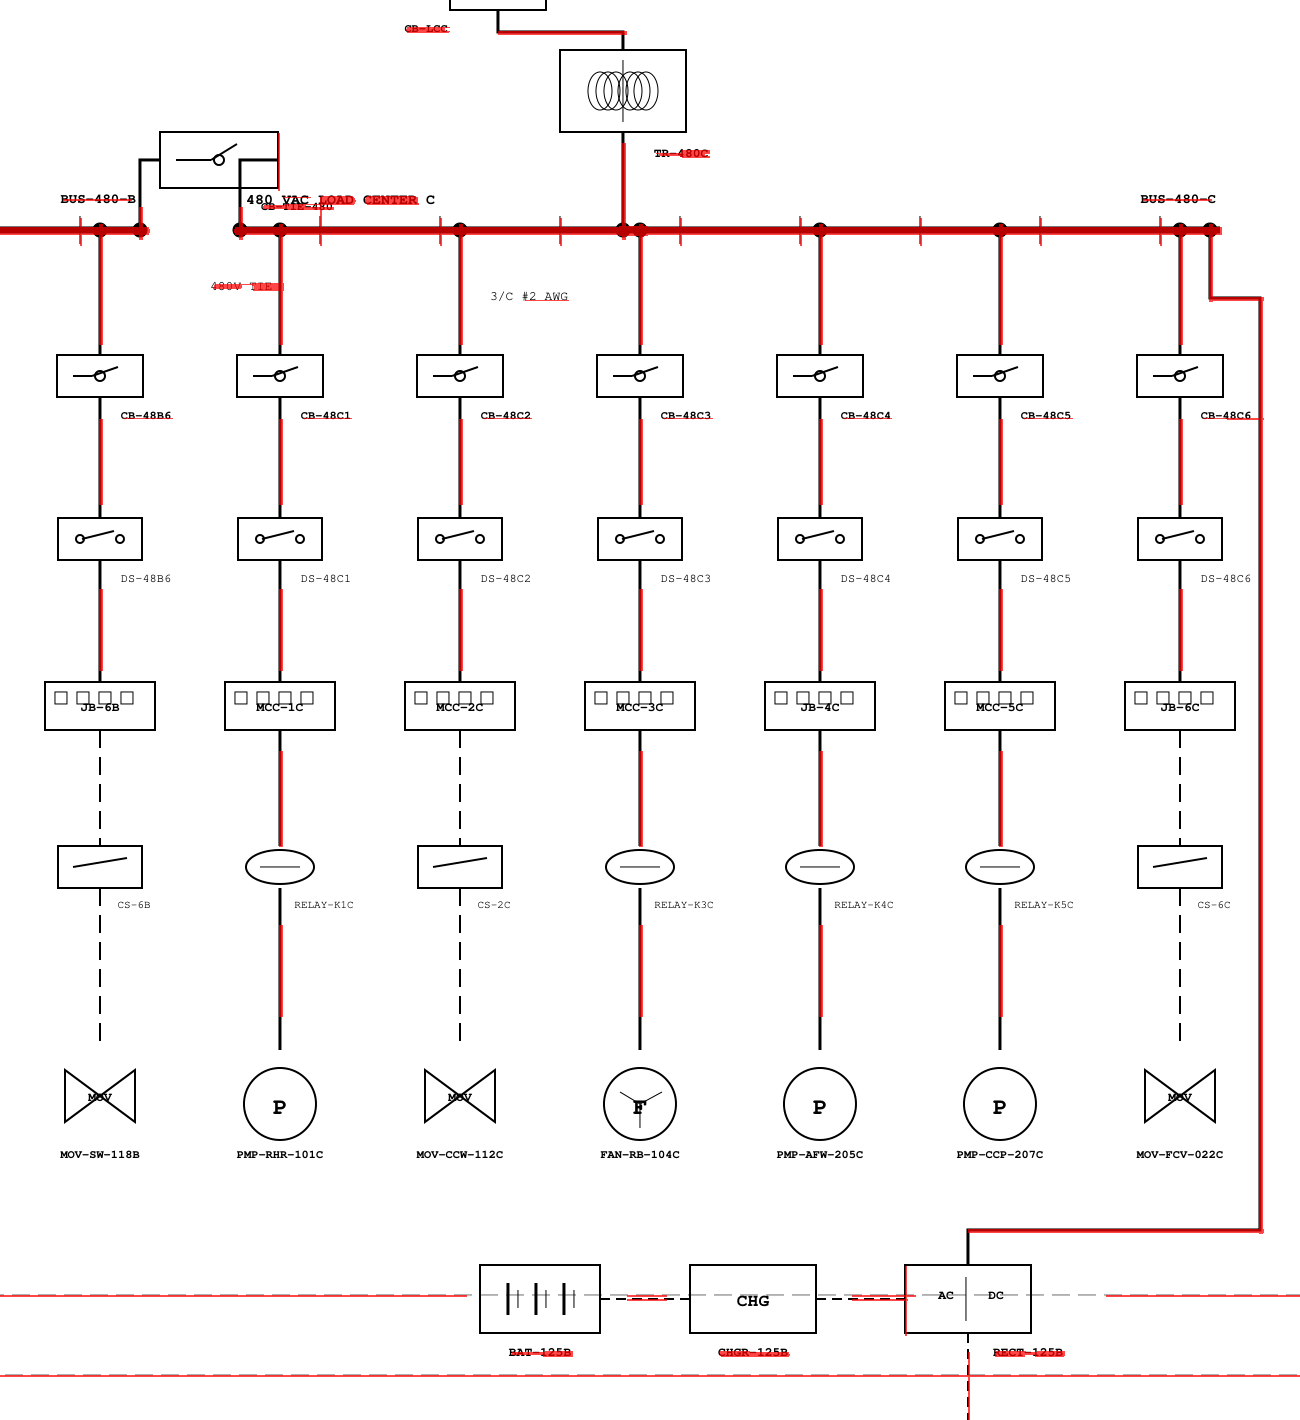 CB-LCC
TR-480C
BUS-480-B
480 VAC LOAD CENTER C
BUS-480-C
CB-TIE-480
480V TIE
3/C #2 AWG
CB-48B6 CB-48C1 CB-48C2 CB-48C3 CB-48C4 CB-48C5 CB-48C6
DS-48B6 DS-48C1 DS-48C2 DS-48C3 DS-48C4 DS-48C5 DS-48C6
JB-6B MCC-1C MCC-2C MCC-3C JB-4C MCC-5C JB-6C
CS-6B RELAY-K1C CS-2C RELAY-K3C RELAY-K4C RELAY-K5C CS-6C
MOV P MOV F P P MOV
MOV-SW-118B PMP-RHR-101C MOV-CCW-112C FAN-RB-104C PMP-AFW-205C PMP-CCP-207C MOV-FCV-022C
CHG AC DC
BAT-125B CHGR-125B RECT-125B